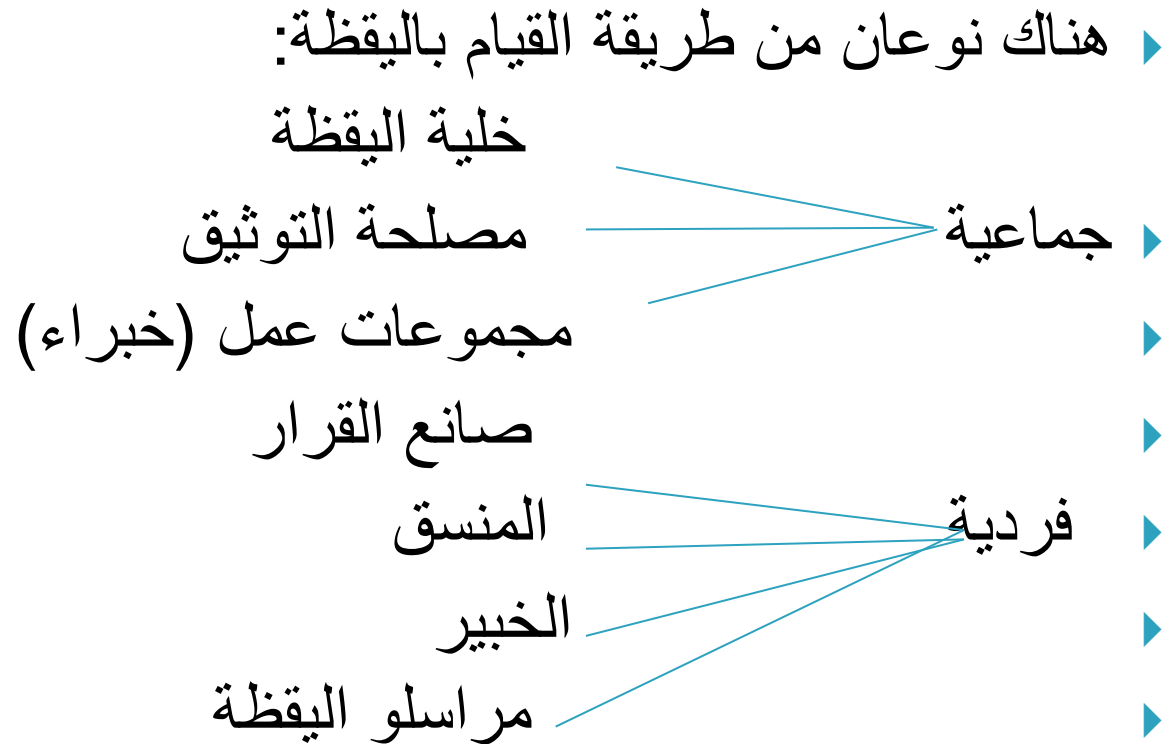 هناك نوعان من طريقة القيام باليقظة:
خلية اليقظة
جماعية مصلحة التوثيق
مجموعات عمل (خبراء)
صانع القرار
فردية المنسق
الخبير
مراسلو اليقظة